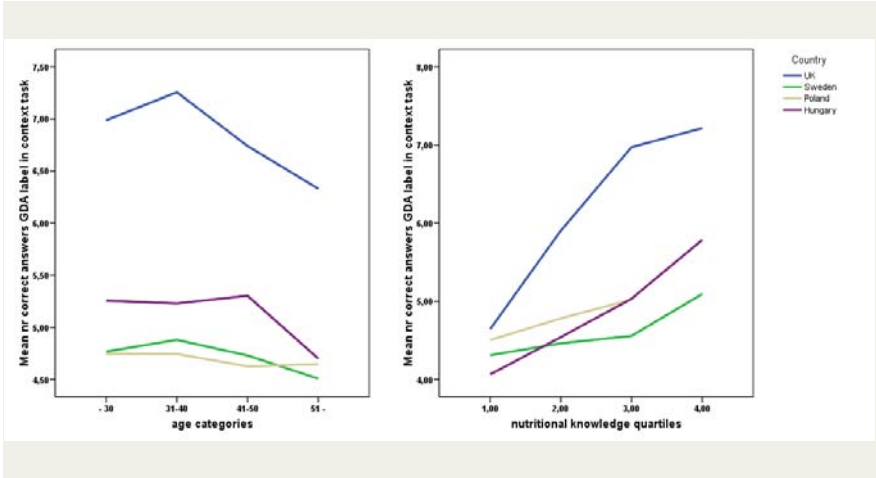 Mean nr correct answers GDA label in context task
7,50
7,00
6,50
6,00
5,50
5,00
4,50
- 30
31-40
41-50
51 -
age categories
Mean nr correct answers GDA label in context task
8,00
7,00
6,00
5,00
4,00
1,00
2,00
3,00
4,00
nutritional knowledge quartiles
Country
UK
Sweden
Poland
Hungary